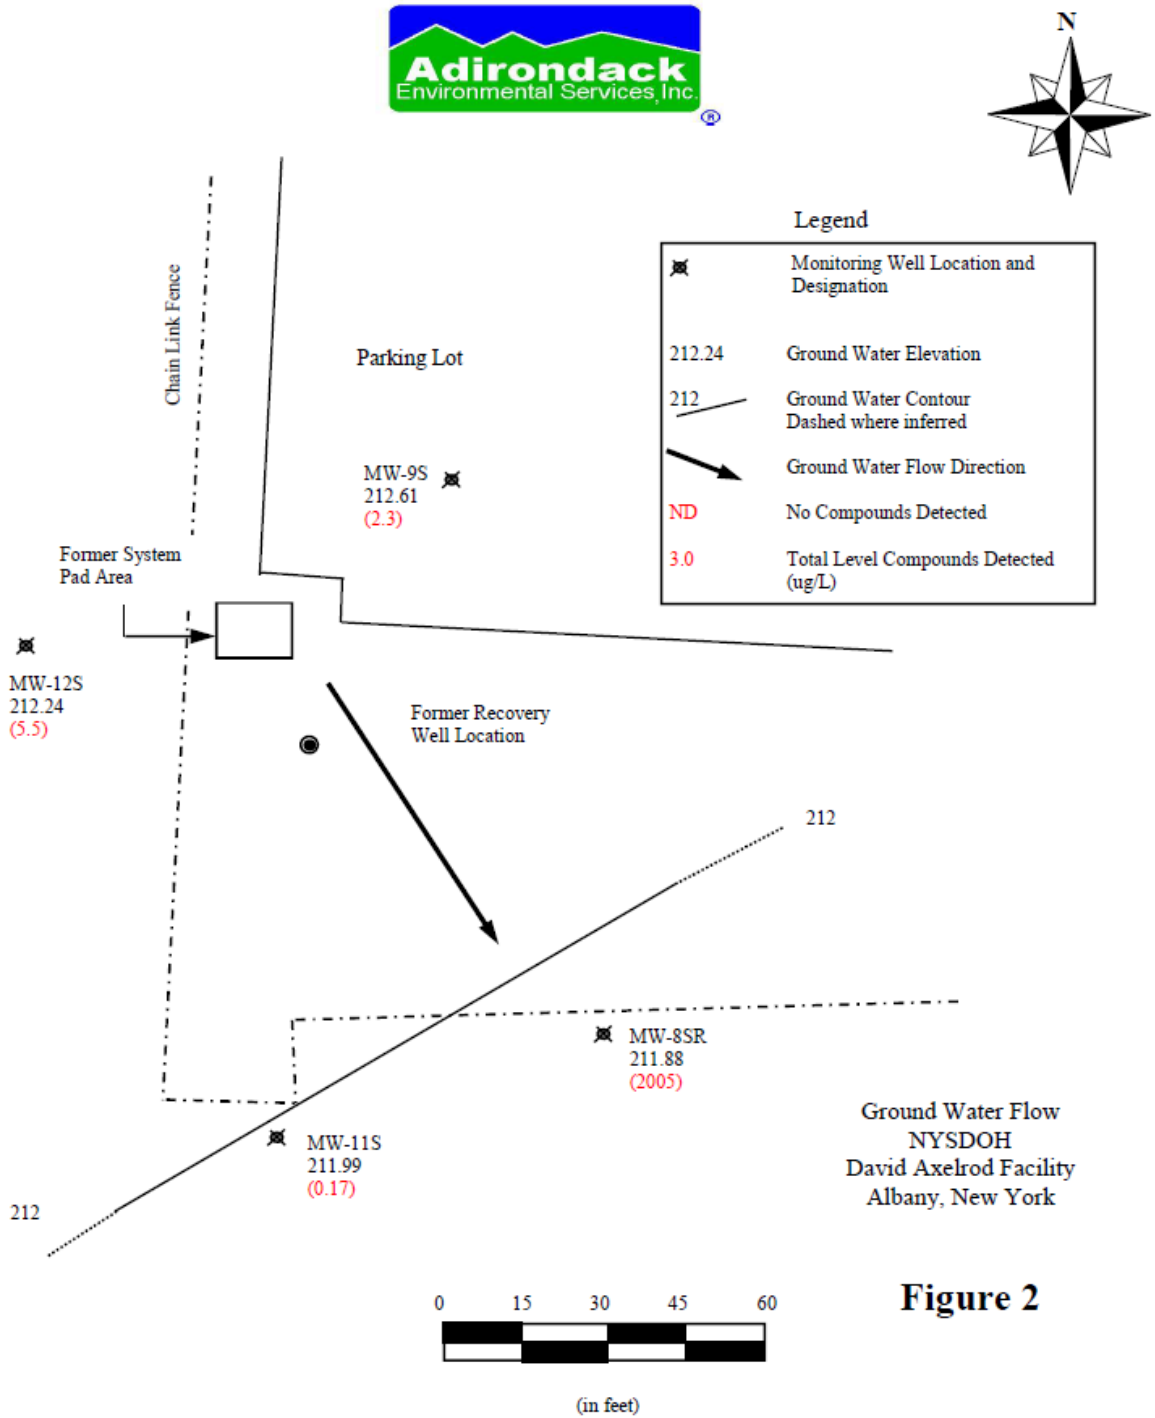 Adirondack
Environmental Services,Inc.
®
N
Legend
Monitoring Well Location and
Designation
212.24
Ground Water Elevation
212
Ground Water Contour
Dashed where inferred
Ground Water Flow Direction
ND
No Compounds Detected
3.0
Total Level Compounds Detected
(ug/L)
Chain Link Fence
Parking Lot
MW-9S
212.61
(2.3)
Former System
Pad Area
MW-12S
212.24
(5.5)
Former Recovery
Well Location
212
MW-8SR
211.88
(2005)
MW-11S
211.99
(0.17)
212
Ground Water Flow
NYSDOH
David Axelrod Facility
Albany, New York
Figure 2
0 15 30 45 60
(in feet)